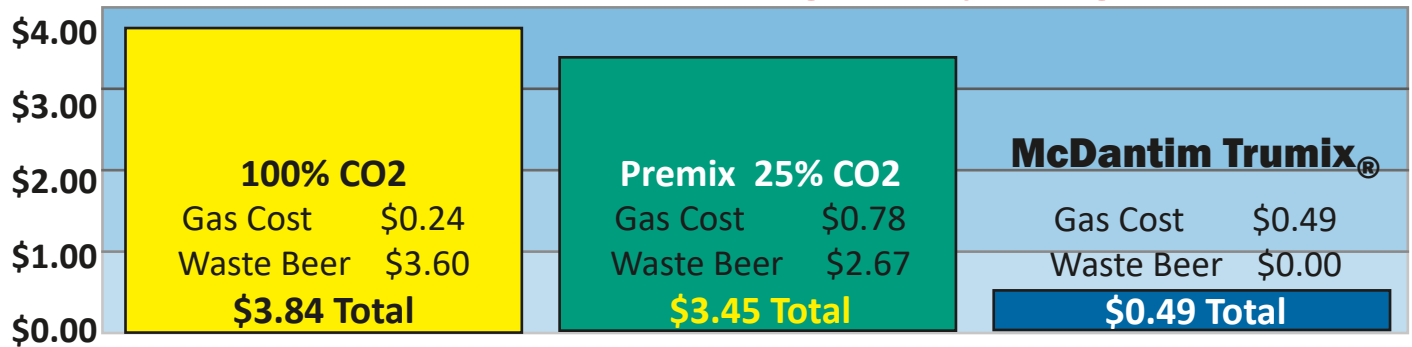 $4.00
$3.00
$2.00
$1.00
$0.00
100% CO2
Gas Cost $0.24
Waste Beer $3.60
$3.84 Total
Premix 25% CO2
Gas Cost $0.78
Waste Beer $2.67
$3.45 Total
McDantim Trumix®
Gas Cost $0.49
Waste Beer $0.00
$0.49 Total